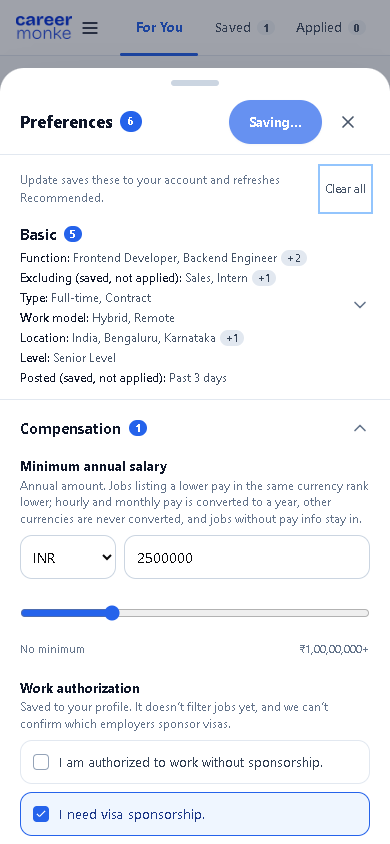 career
monke
For You
Saved 1
Applied 0
Preferences 6
Saving...
Update saves these to your account and refreshes
Recommended.
Clear all
Basic 5
Function: Frontend Developer, Backend Engineer +2
Excluding (saved, not applied): Sales, Intern +1
Type: Full-time, Contract
Work model: Hybrid, Remote
Location: India, Bengaluru, Karnataka +1
Level: Senior Level
Posted (saved, not applied): Past 3 days
Compensation 1
Minimum annual salary
Annual amount. Jobs listing a lower pay in the same currency rank
lower; hourly and monthly pay is converted to a year, other
currencies are never converted, and jobs without pay info stay in.
INR
2500000
No minimum
₹1,00,00,000+
Work authorization
Saved to your profile. It doesn’t filter jobs yet, and we can’t
confirm which employers sponsor visas.
I am authorized to work without sponsorship.
I need visa sponsorship.